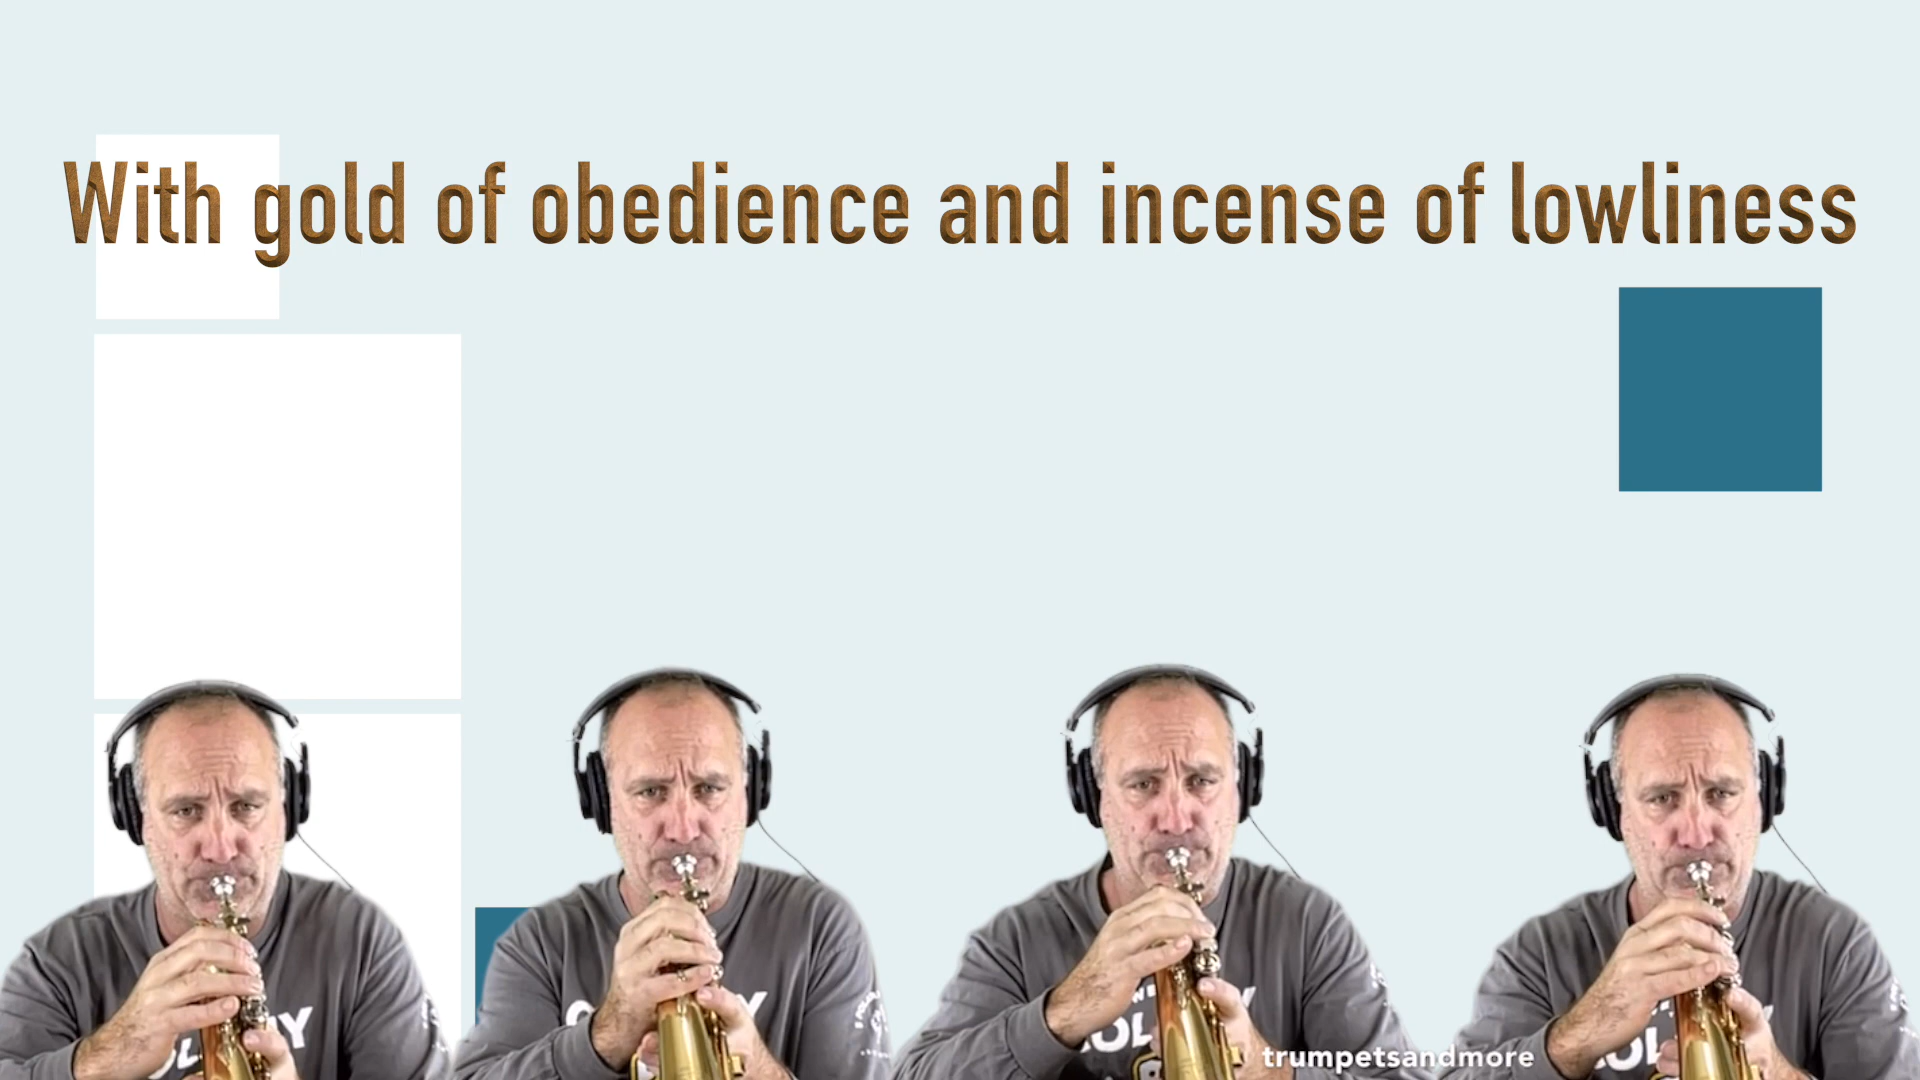 With gold of obedience and incense of lowliness
trumpetsandmore